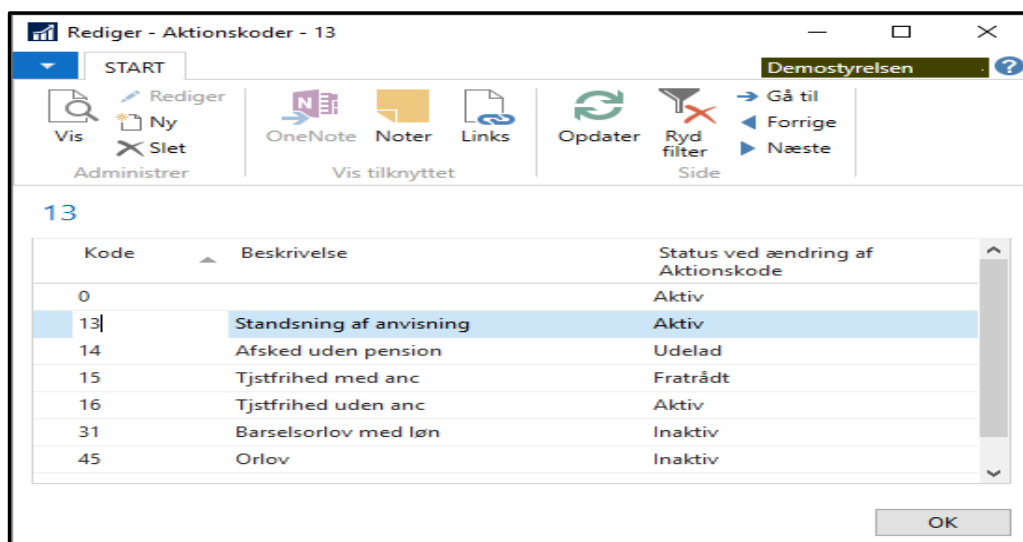 Rediger - Aktionskoder - 13
START
Demostyrelsen
Vis
Rediger
Ny
Slet
Administrer
OneNote Noter Links
Vis tilknyttet
Opdater
Ryd
filter
Gå til
Forrige
Næste
Side
13
Kode Beskrivelse Status ved ændring af
Aktionskode
0 Aktiv
13 Standsning af anvisning Aktiv
14 Afsked uden pension Udelad
15 Tjstfrihed med anc Fratrådt
16 Tjstfrihed uden anc Aktiv
31 Barselsorlov med løn Inaktiv
45 Orlov Inaktiv
OK